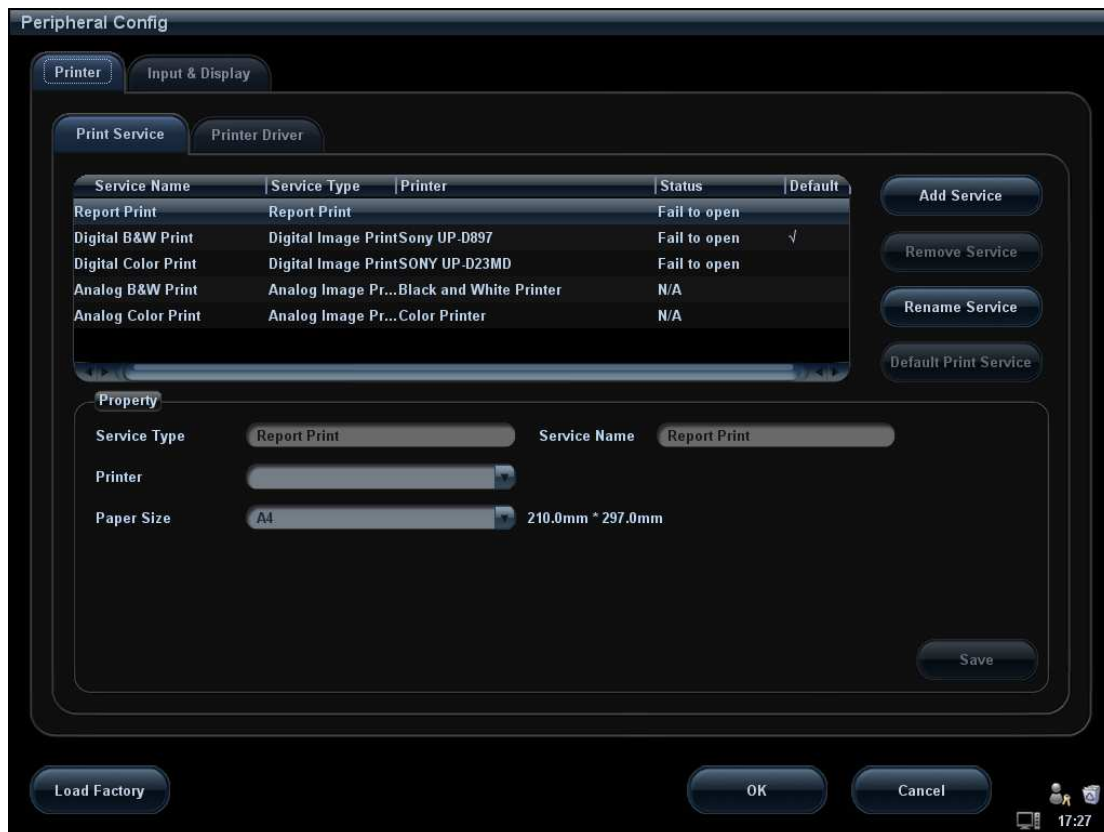 Peripheral Config
Printer Input & Display
Print Service Printer Driver
Service Name |Service Type |Printer |Status |Default
Report Print Report Print Fail to open
Digital B&W Print Digital Image Print Sony UP-D897 Fail to open √
Digital Color Print Digital Image Print SONY UP-D23MD Fail to open
Analog B&W Print Analog Image Pr... Black and White Printer N/A
Analog Color Print Analog Image Pr... Color Printer N/A
Add Service
Remove Service
Rename Service
Default Print Service
Property
Service Type Report Print Service Name Report Print
Printer
Paper Size A4 210.0mm * 297.0mm
Save
Load Factory OK Cancel
17:27